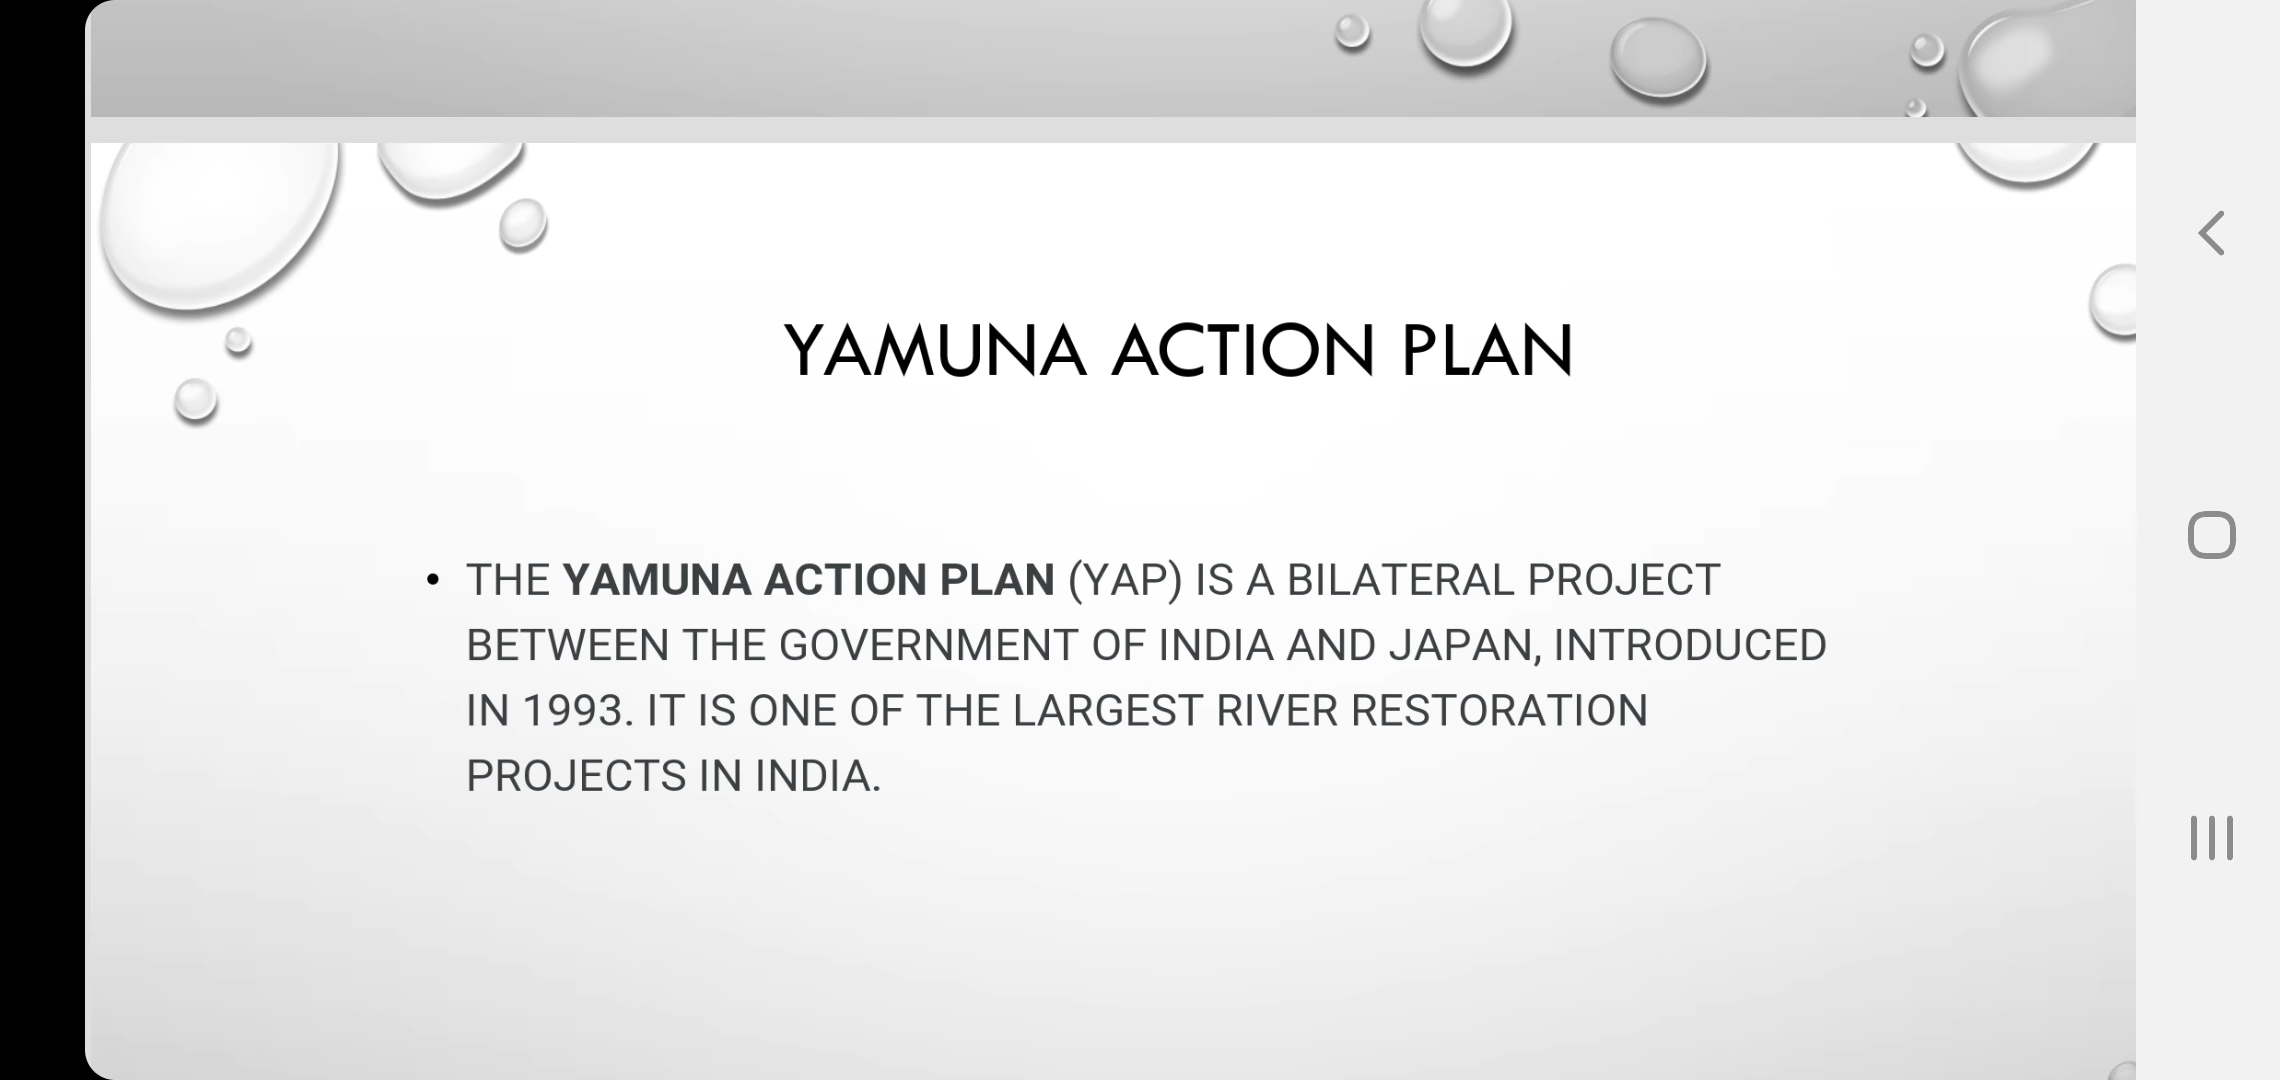 YAMUNA ACTION PLAN
• THE YAMUNA ACTION PLAN (YAP) IS A BILATERAL PROJECT
BETWEEN THE GOVERNMENT OF INDIA AND JAPAN, INTRODUCED
IN 1993. IT IS ONE OF THE LARGEST RIVER RESTORATION
PROJECTS IN INDIA.